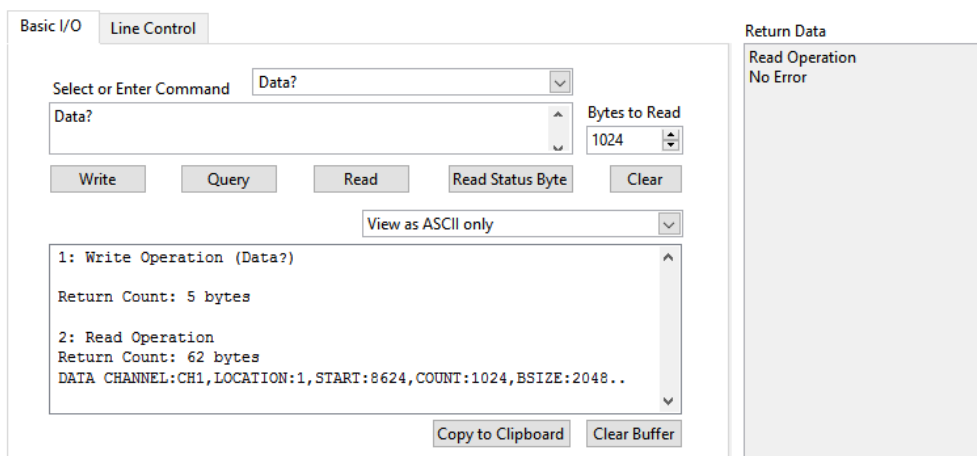 Basic I/O
Line Control
Return Data
Read Operation
No Error
Select or Enter Command
Data?
Data?
Bytes to Read
1024
Write
Query
Read
Read Status Byte
Clear
View as ASCII only
1: Write Operation (Data?)
Return Count: 5 bytes
2: Read Operation
Return Count: 62 bytes
DATA CHANNEL:CH1,LOCATION:1,START:8624,COUNT:1024,BSIZE:2048..
Copy to Clipboard
Clear Buffer